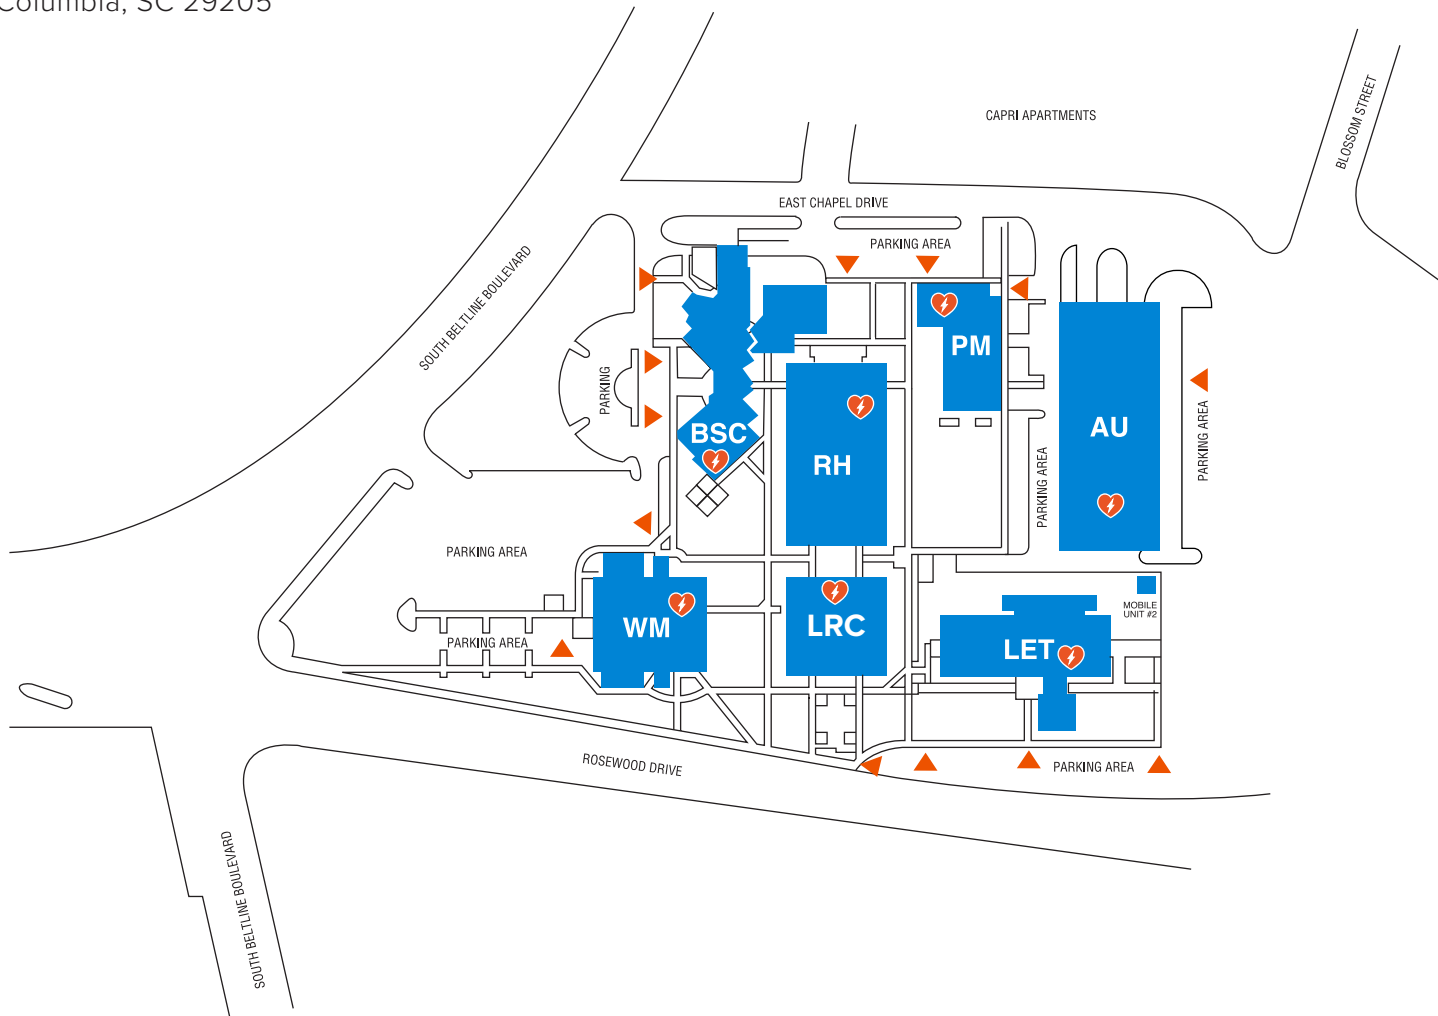 Columbia, SC 29205
CAPRI APARTMENTS
BLOSSOM STREET
EAST CHAPEL DRIVE
PARKING AREA
SOUTH BELTLINE BOULEVARD
PM
PARKING
AU
PARKING AREA
BSC
RH
PARKING AREA
PARKING AREA
MOBILE
UNIT #2
WM
LRC
PARKING AREA
LET
ROSEWOOD DRIVE
PARKING AREA
SOUTH BELTLINE BOULEVARD